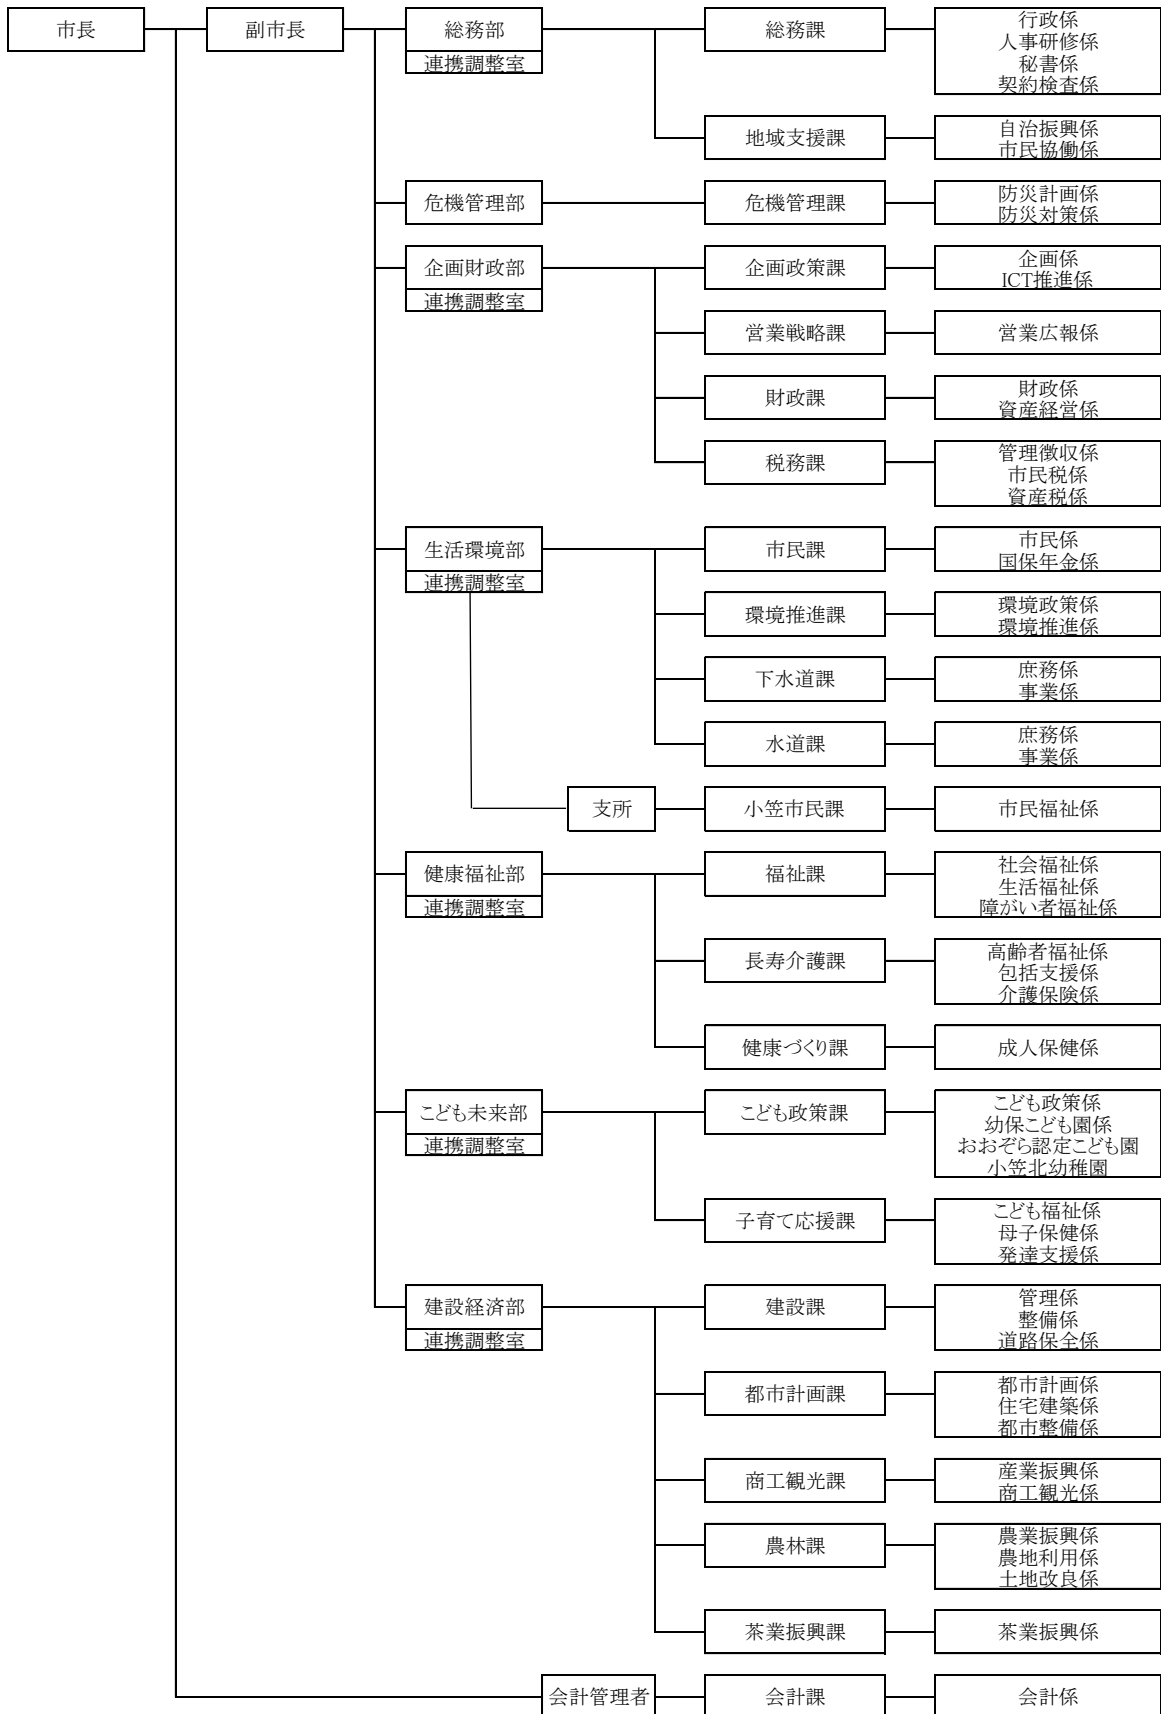 市長
副市長
総務部
連携調整室
総務課
行政係
人事研修係
秘書係
契約検査係
地域支援課
自治振興係
市民協働係
危機管理部
危機管理課
防災計画係
防災対策係
企画財政部
連携調整室
企画政策課
企画係
ICT推進係
営業戦略課
営業広報係
財政課
財政係
資産経営係
税務課
管理徴収係
市民税係
資産税係
生活環境部
連携調整室
市民課
市民係
国保年金係
環境推進課
環境政策係
環境推進係
下水道課
庶務係
事業係
水道課
庶務係
事業係
支所
小笠市民課
市民福祉係
健康福祉部
連携調整室
福祉課
社会福祉係
生活福祉係
障がい者福祉係
長寿介護課
高齢者福祉係
包括支援係
介護保険係
健康づくり課
成人保健係
こども未来部
連携調整室
こども政策課
こども政策係
幼保こども園係
おおぞら認定こども園
小笠北幼稚園
子育て応援課
こども福祉係
母子保健係
発達支援係
建設経済部
連携調整室
建設課
管理係
整備係
道路保全係
都市計画課
都市計画係
住宅建築係
都市整備係
商工観光課
産業振興係
商工観光係
農林課
農業振興係
農地利用係
土地改良係
茶業振興課
茶業振興係
会計管理者
会計課
会計係